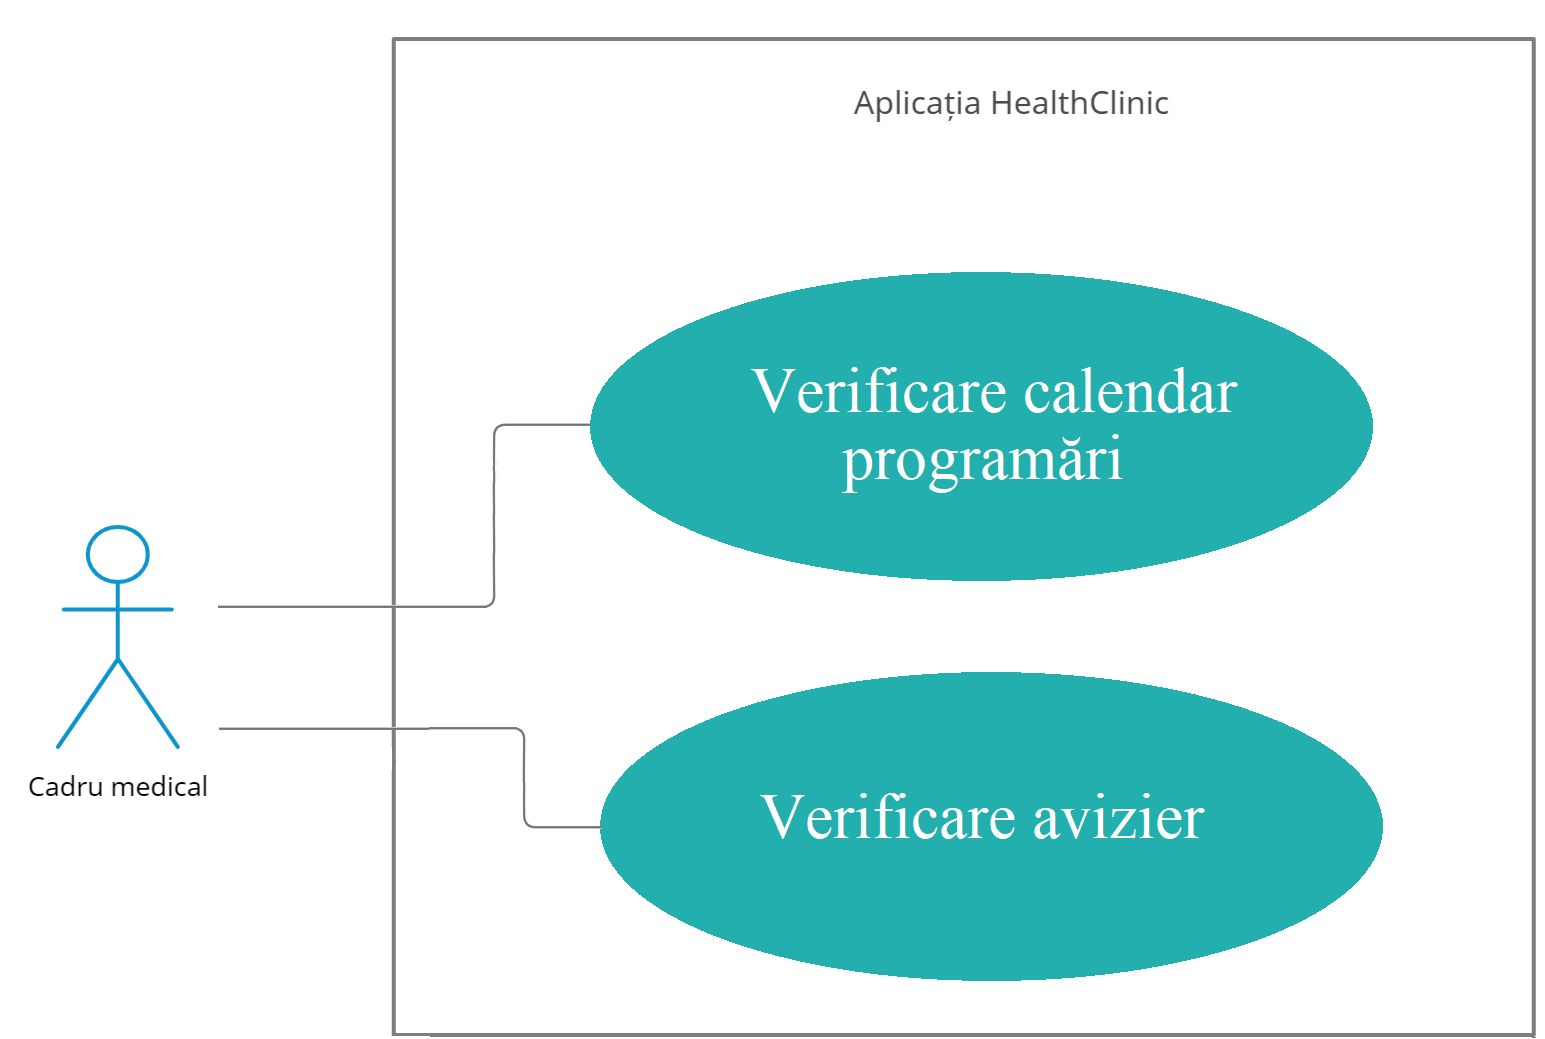 Aplicația HealthClinic
Verificare calendar
programări
Cadru medical
Verificare avizier